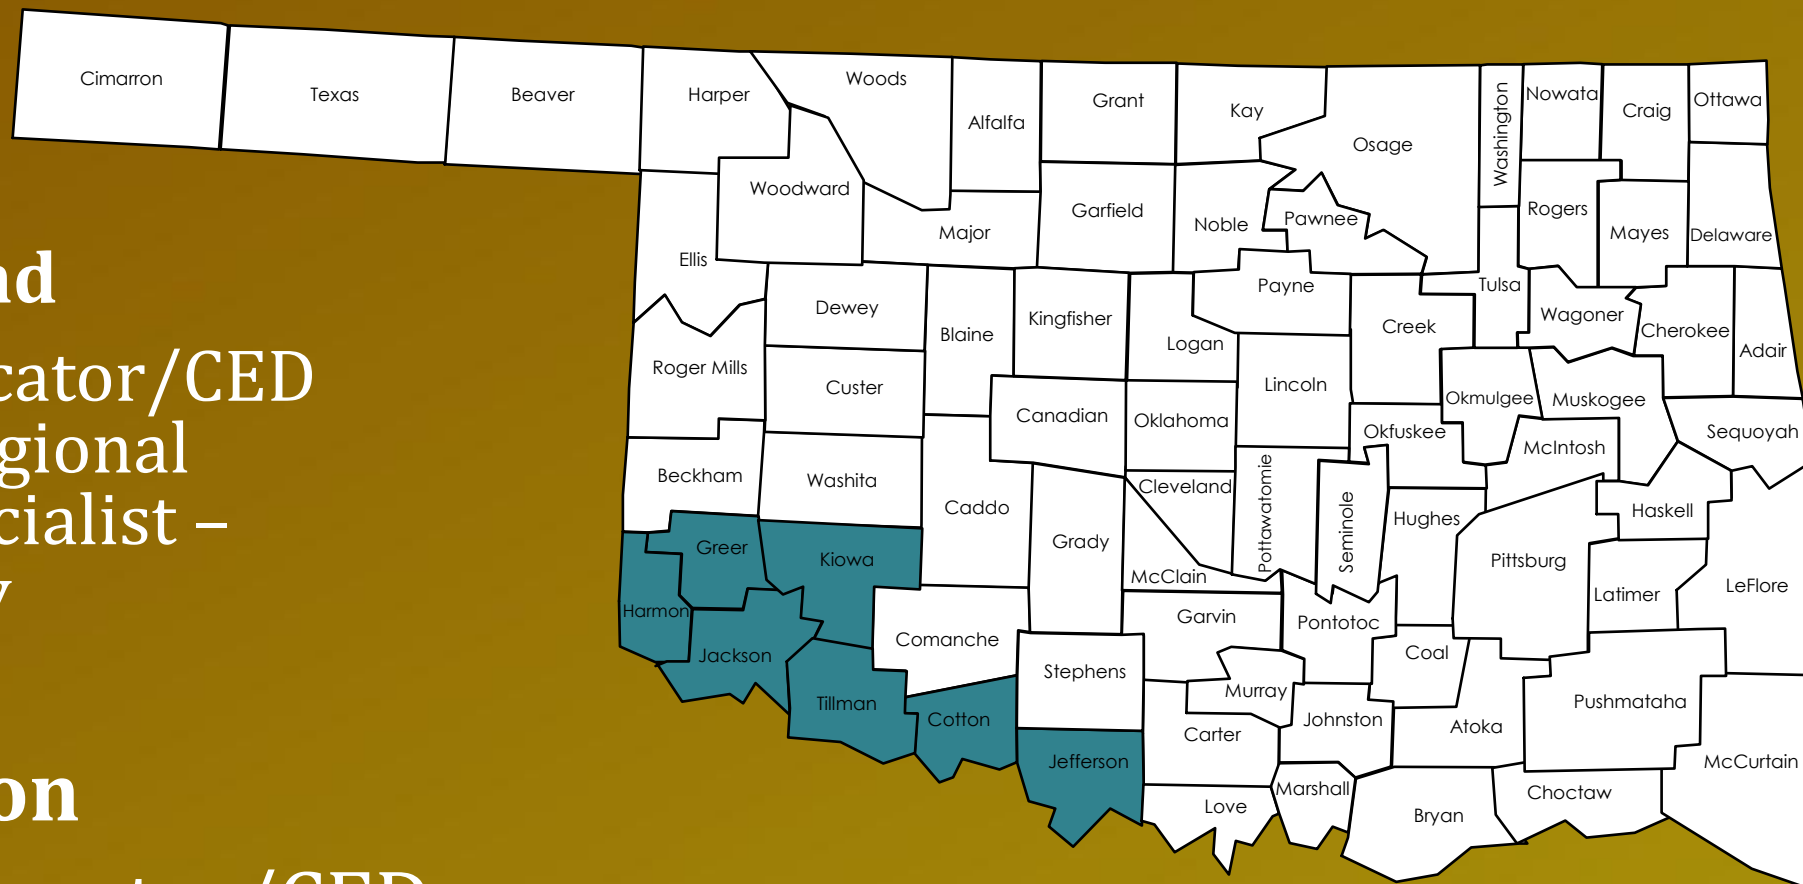 nd
cator/CED
gional
cialist –
y
on
Cimarron
Texas
Beaver
Harper
Woods
Alfalfa
Grant
Kay
Osage
Washington
Nowata
Craig
Ottawa
Woodward
Ellis
Major
Garfield
Noble
Pawnee
Rogers
Mayes
Delaware
Dewey
Blaine
Kingfisher
Logan
Payne
Creek
Tulsa
Wagoner
Cherokee
Adair
Roger Mills
Custer
Canadian
Oklahoma
Lincoln
Okfuskee
Okmulgee
Muskogee
McIntosh
Sequoyah
Beckham
Washita
Caddo
Grady
Cleveland
Pottawatomie
Seminole
Hughes
Pittsburg
Haskell
Greer
Kiowa
McClain
Latimer
LeFlore
Harmon
Jackson
Comanche
Garvin
Pontotoc
Coal
Tillman
Cotton
Stephens
Murray
Johnston
Atoka
Pushmataha
Jefferson
Carter
Love
Marshall
Bryan
Choctaw
McCurtain
/CED